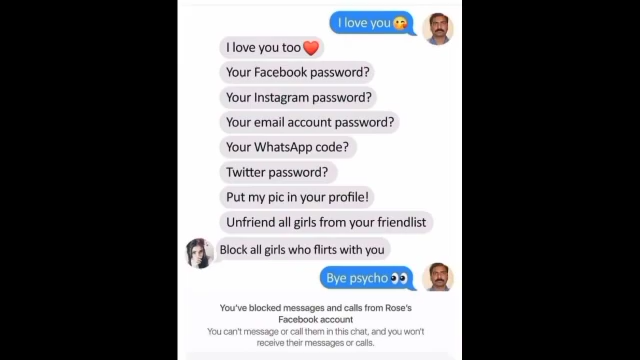 I love you😘
I love you too❤️
Your Facebook password?
Your Instagram password?
Your email account password?
Your WhatsApp code?
Twitter password?
Put my pic in your profile!
Unfriend all girls from your friendlist
Block all girls who flirts with you
Bye psycho👀
You've blocked messages and calls from Rose's
Facebook account
You can't message or call them in this chat, and you won't
receive their messages or calls.